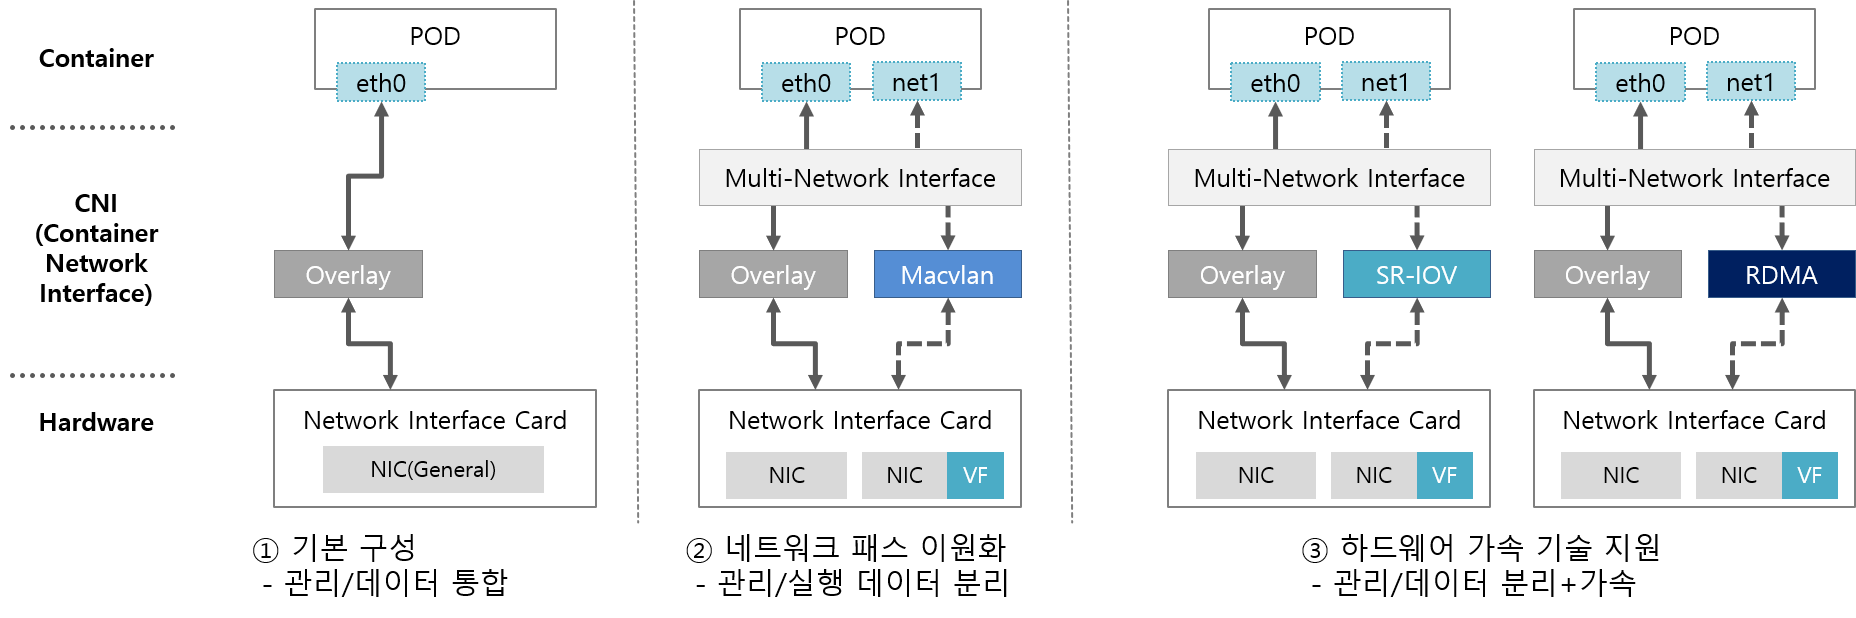 Container
CNI
(Container
Network
Interface)
Hardware
POD
eth0
Overlay
Network Interface Card
NIC(General)
① 기본 구성
- 관리/데이터 통합
POD
eth0 net1
Multi-Network Interface
Overlay Macvlan
Network Interface Card
NIC NIC VF
② 네트워크 패스 이원화
- 관리/실행 데이터 분리
POD
eth0 net1
Multi-Network Interface
Overlay SR-IOV
Network Interface Card
NIC NIC VF
POD
eth0 net1
Multi-Network Interface
Overlay RDMA
Network Interface Card
NIC NIC VF
③ 하드웨어 가속 기술 지원
- 관리/데이터 분리+가속